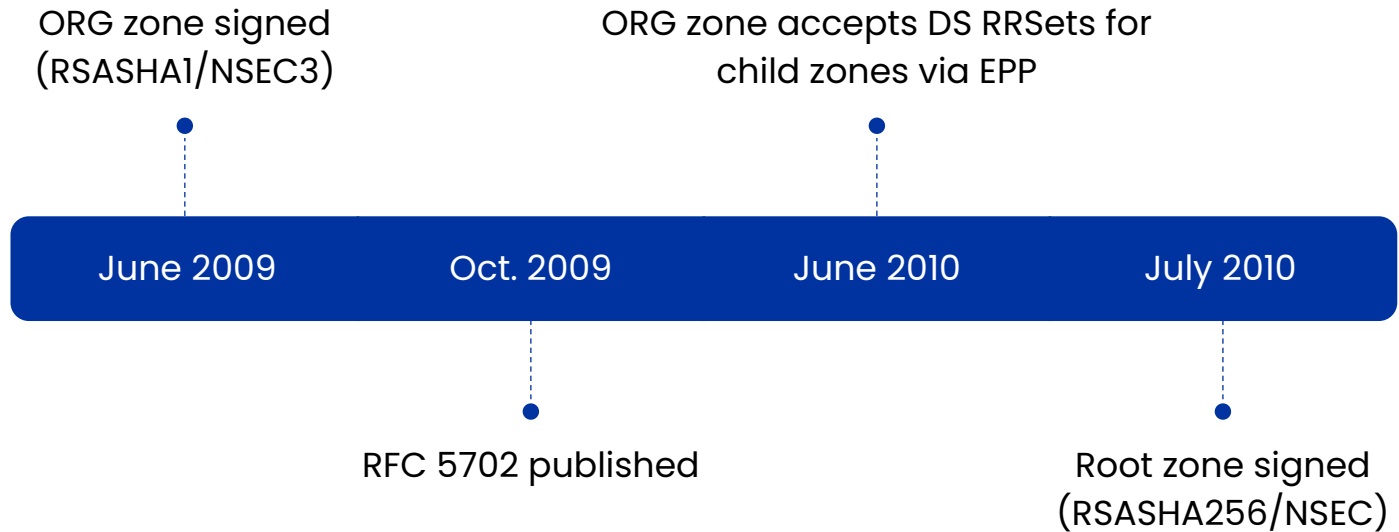 ORG zone signed
(RSASHA1/NSEC3)
ORG zone accepts DS RRSets for
child zones via EPP
June 2009
Oct. 2009
June 2010
July 2010
RFC 5702 published
Root zone signed
(RSASHA256/NSEC)